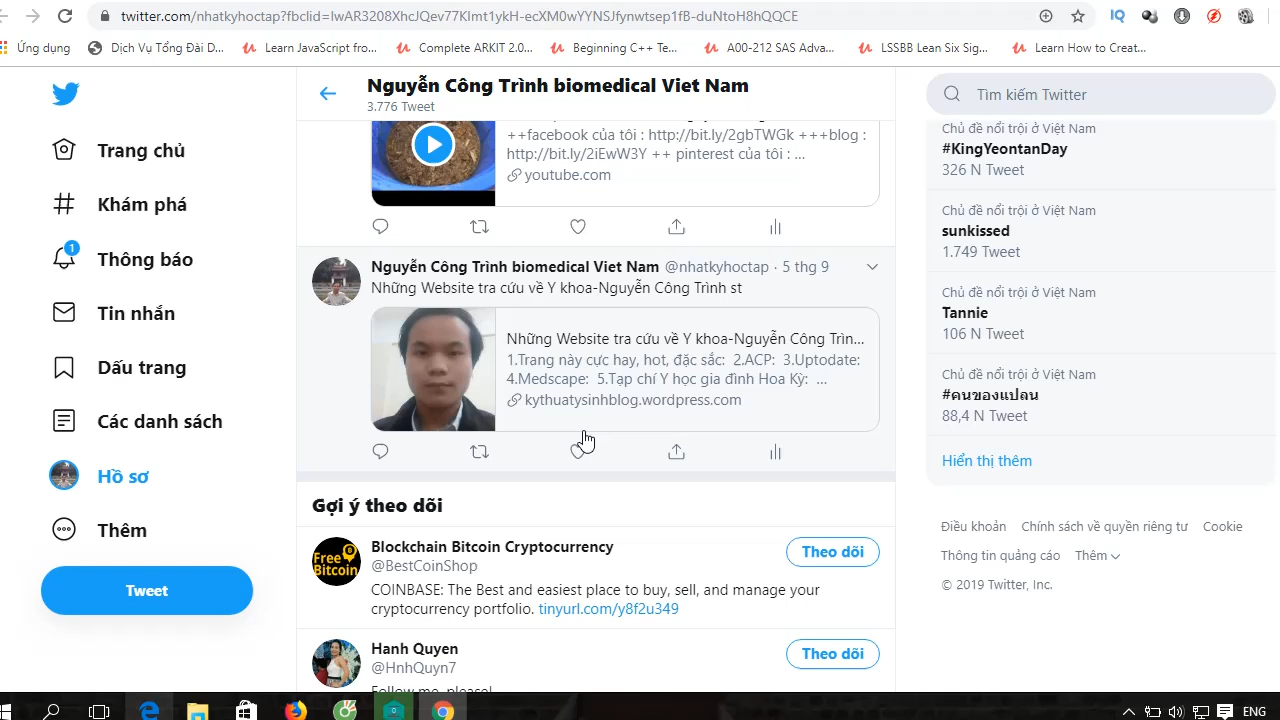 twitter.com/nhatkyhoctap?fbclid=IwAR3208XhcJQev77KImt1ykH-ecXM0wYYNSJfynwtsep1fB-duNtoH8hQQCE
Ứng dụng Dịch Vụ Tổng Đài D... Learn JavaScript fro... Complete ARKIT 2.0... Beginning C++ Te... A00-212 SAS Adva... LSSBB Lean Six Sig... Learn How to Creat...
Nguyễn Công Trình biomedical Viet Nam
3.776 Tweet
Tìm kiếm Twitter
Trang chủ
Khám phá
1
Thông báo
Tin nhắn
Dấu trang
Các danh sách
Hồ sơ
Thêm
Tweet
++facebook của tôi : http://bit.ly/2gbTWGk +++blog :
http://bit.ly/2iEwW3Y ++ pinterest của tôi : ...
youtube.com
Nguyễn Công Trình biomedical Viet Nam @nhatkyhoctap · 5 thg 9
Những Website tra cứu về Y khoa-Nguyễn Công Trình st
Những Website tra cứu về Y khoa-Nguyễn Công Trìn...
1.Trang này cực hay, hot, đặc sắc: 2.ACP: 3.Uptodate:
4.Medscape: 5.Tạp chí Y học gia đình Hoa Kỳ: ...
kythuatysinhblog.wordpress.com
Gợi ý theo dõi
Free
Bitcoin
Blockchain Bitcoin Cryptocurrency
@BestCoinShop
Theo dõi
COINBASE: The Best and easiest place to buy, sell, and manage your
cryptocurrency portfolio. tinyurl.com/y8f2u349
Hanh Quyen
@HnhQuyn7
Theo dõi
Follow me, please!
Chủ đề nổi trội ở Việt Nam
#KingYeontanDay
326 N Tweet
Chủ đề nổi trội ở Việt Nam
sunkissed
1.749 Tweet
Chủ đề nổi trội ở Việt Nam
Tannie
106 N Tweet
Chủ đề nổi trội ở Việt Nam
#คนของแปลน
88,4 N Tweet
Hiển thị thêm
Điều khoản Chính sách về quyền riêng tư Cookie
Thông tin quảng cáo Thêm
© 2019 Twitter, Inc.
ENG